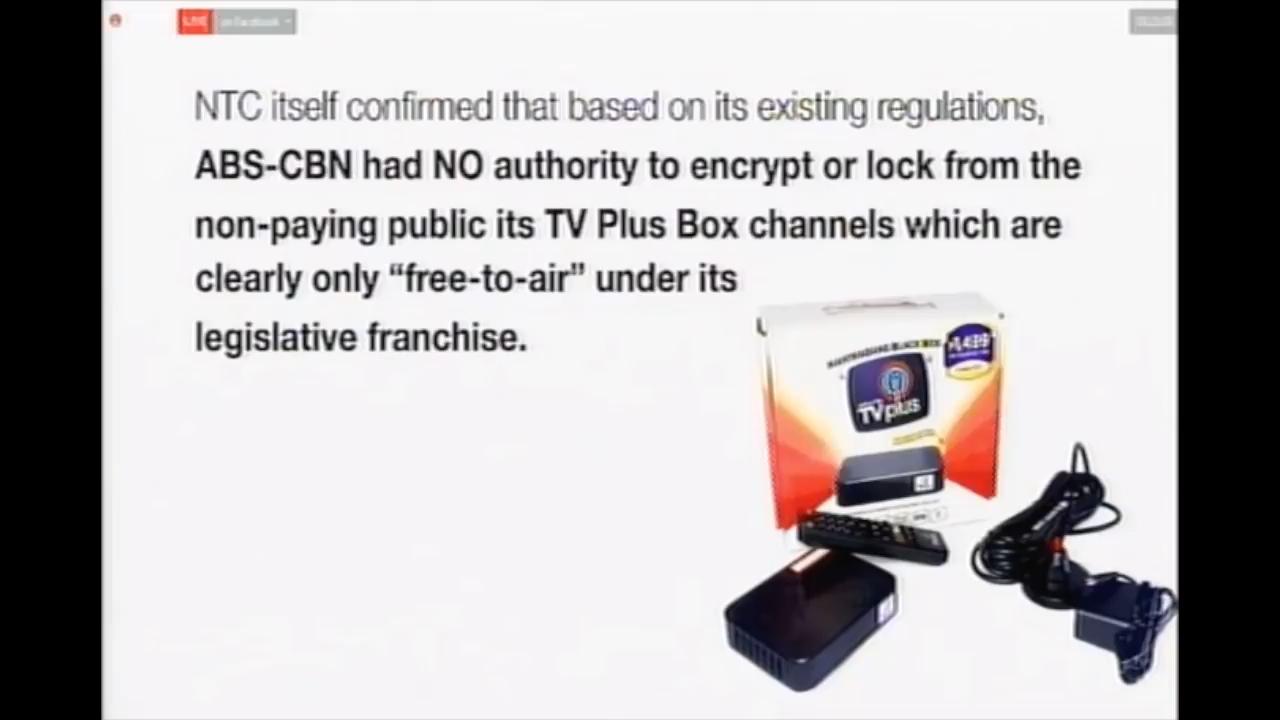 LIVE on Facebook
NTC itself confirmed that based on its existing regulations,
ABS-CBN had NO authority to encrypt or lock from the
non-paying public its TV Plus Box channels which are
clearly only “free-to-air” under its
legislative franchise.
TVplus